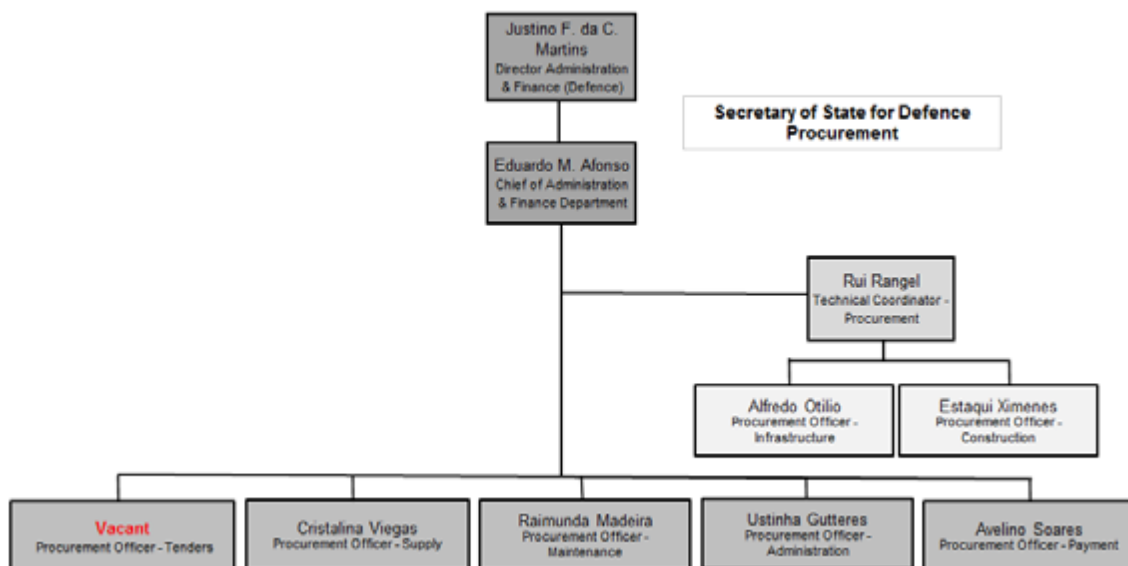 Justino F. da C.
Martins
Director Administration
& Finance (Defence)
Secretary of State for Defence
Procurement
Eduardo M. Afonso
Chief of Administration
& Finance Department
Rui Rangel
Technical Coordinator -
Procurement
Alfredo Otilio
Procurement Officer -
Infrastructure
Estaqui Ximenes
Procurement Officer -
Construction
Vacant
Procurement Officer - Tenders
Cristalina Viegas
Procurement Officer - Supply
Raimunda Madeira
Procurement Officer -
Maintenance
Ustinha Gutteres
Procurement Officer -
Administration
Avelino Soares
Procurement Officer - Payment